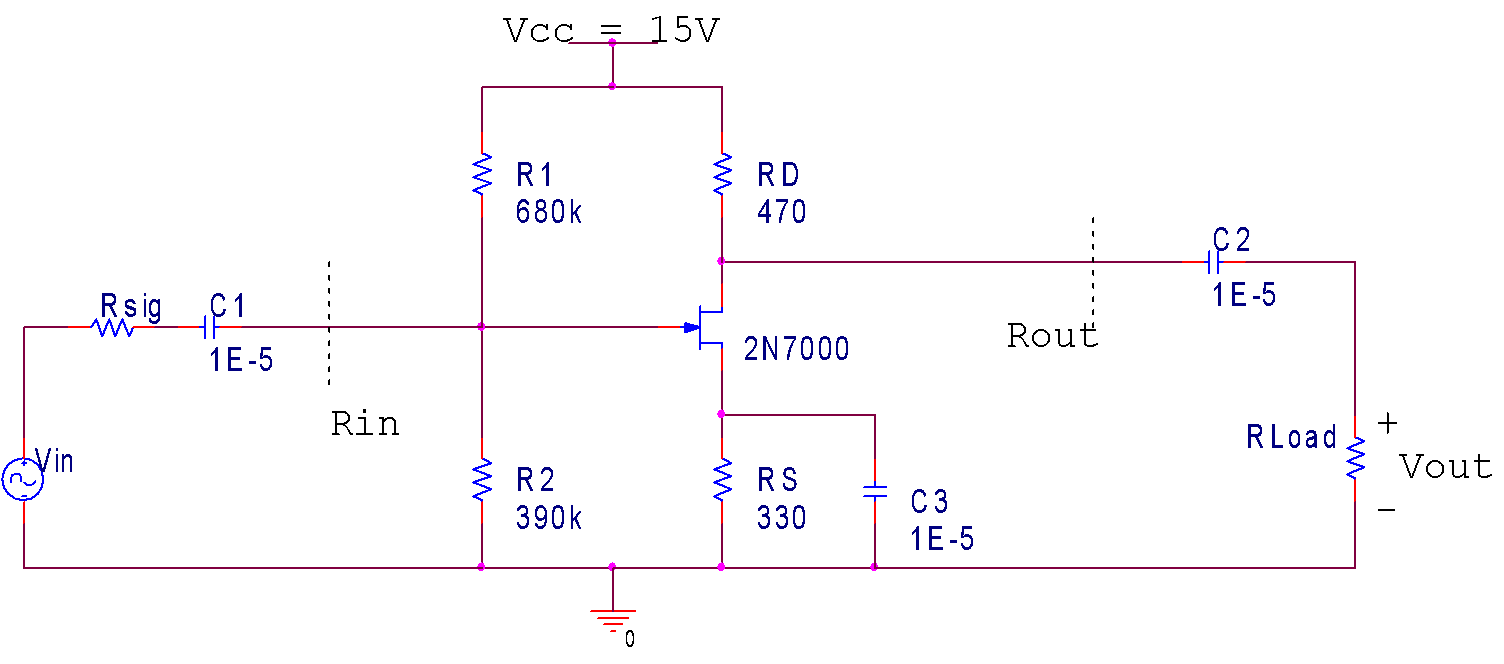 Vcc = 15V
R1
680k
RD
470
C2
1E-5
Rsig
C1
1E-5
Rin
2N7000
Rout
Vin
R2
390k
RS
330
C3
1E-5
RLoad
+
Vout
-
0